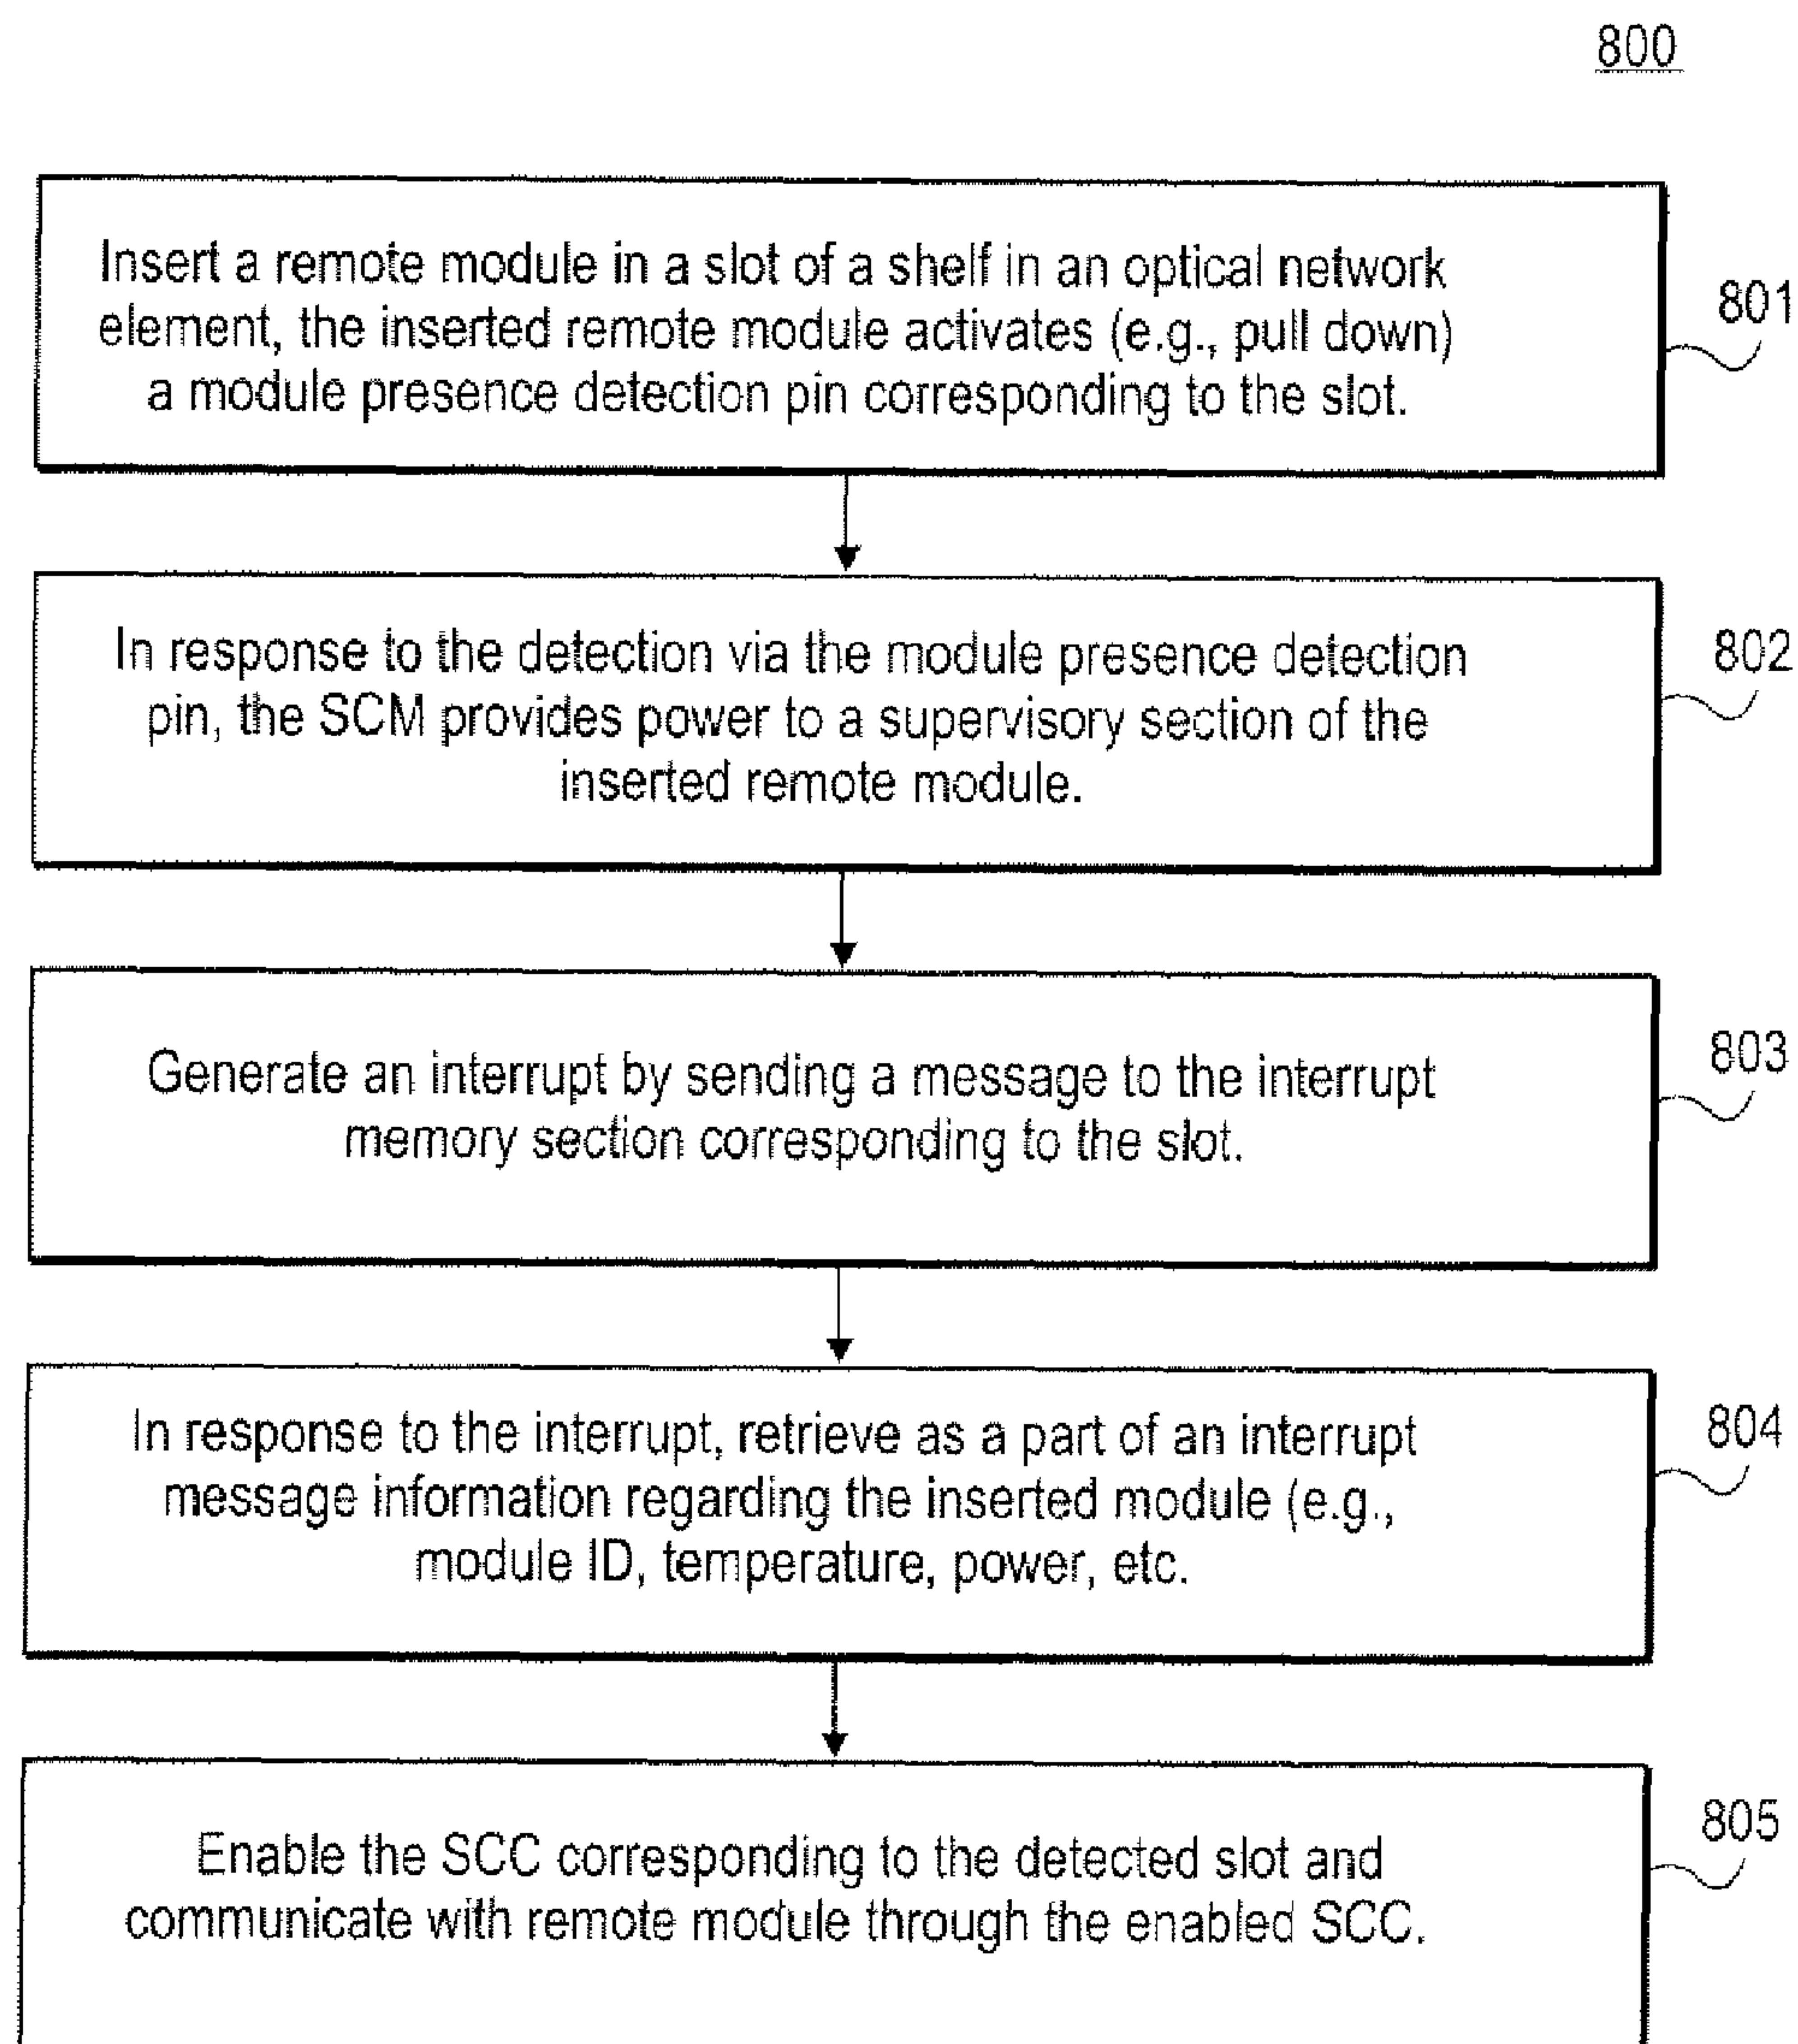 800
Insert a remote module in a slot of a shelf in an optical network
element, the inserted remote module activates (e.g., pull down)
a module presence detection pin corresponding to the slot.
801
In response to the detection via the module presence detection
pin, the SCM provides power to a supervisory section of the
inserted remote module.
802
Generate an interrupt by sending a message to the interrupt
memory section corresponding to the slot.
803
In response to the interrupt, retrieve as a part of an interrupt
message information regarding the inserted module (e.g.,
module ID, temperature, power, etc.
804
Enable the SCC corresponding to the detected slot and
communicate with remote module through the enabled SCC.
805